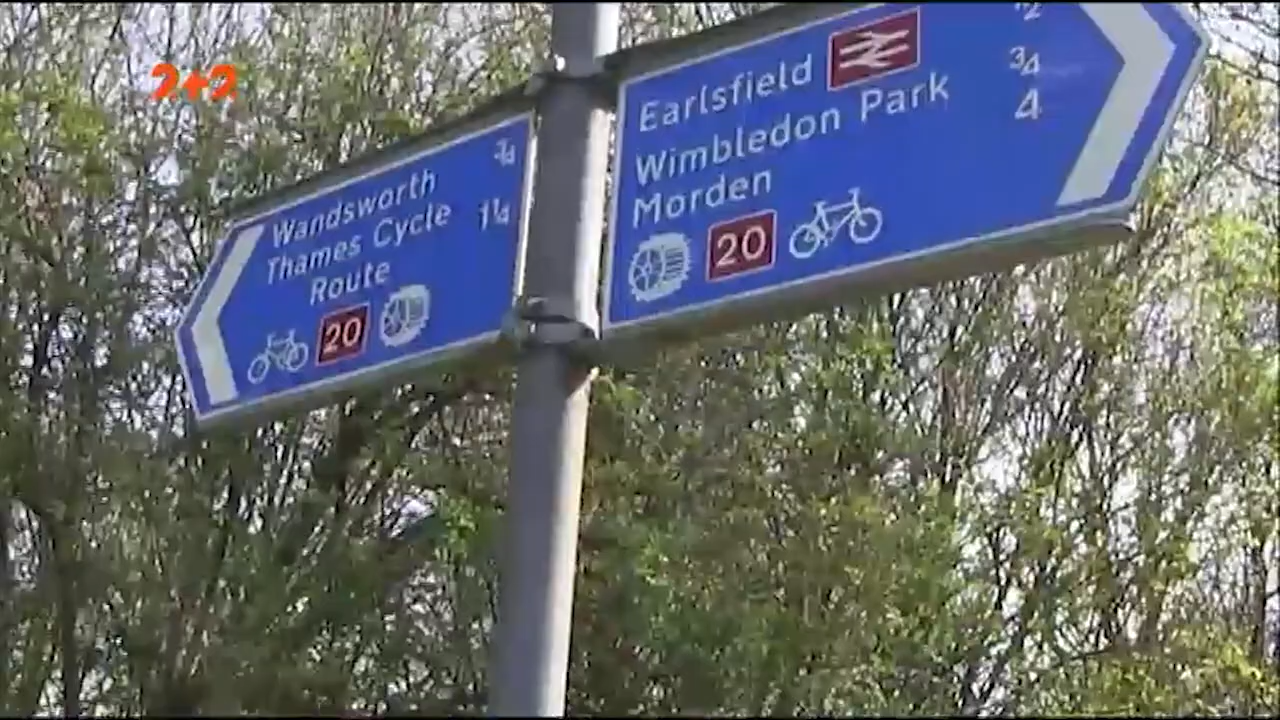 2+2
Wandsworth ¾
Thames Cycle 1¼
Route
20
Earlsfield ½
Wimbledon Park ¾
Morden 4
20